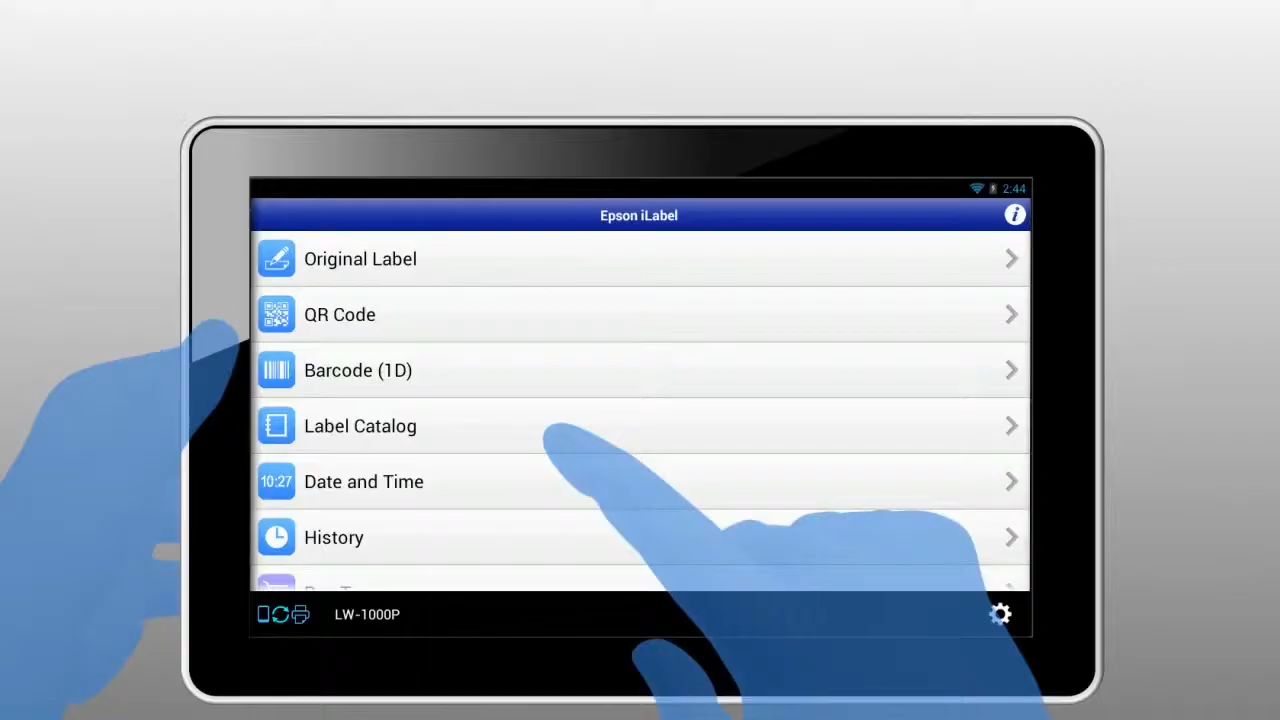 2:44
Epson iLabel
Original Label
QR Code
Barcode (1D)
Label Catalog
10:27 Date and Time
History
LW-1000P